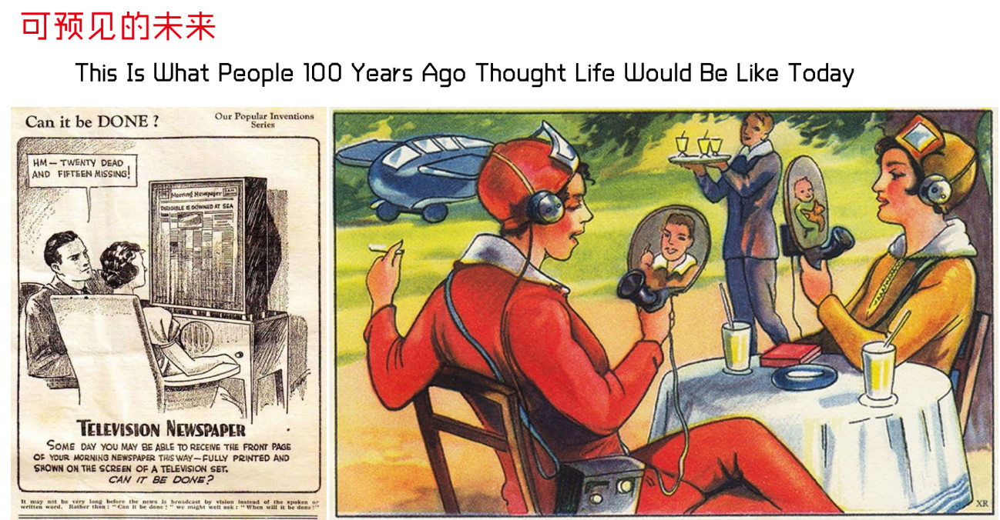 可预见的未来
This Is What People 100 Years Ago Thought Life Would Be Like Today
Can it be DONE ?
Our Popular Inventions
Series
HM — TWENTY DEAD
AND FIFTEEN MISSING!
Morning Newspaper
DIRIGIBLE IS DOWNED AT SEA
TELEVISION NEWSPAPER
SOME DAY YOU MAY BE ABLE TO RECEIVE THE FRONT PAGE
OF YOUR MORNING NEWSPAPER THIS WAY — FULLY PRINTED AND
SHOWN ON THE SCREEN OF A TELEVISION SET.
CAN IT BE DONE?
It may not be very long before the news is broadcast by vision instead of the spoken or
written word. Rather than : " Can it be done ? " we might well ask : " When will it be done ? "
XR